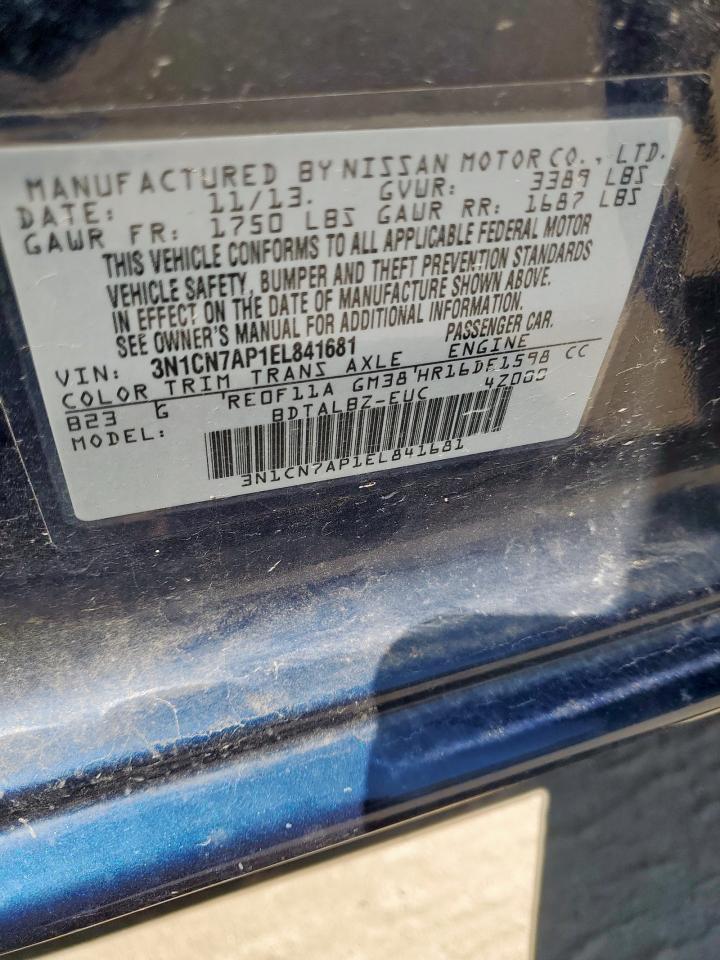 MANUFACTURED BY NISSAN MOTOR CO., LTD.
DATE: 11/13. GVWR: 3389 LBS
GAWR FR: 1750 LBS GAWR RR: 1687 LBS
THIS VEHICLE CONFORMS TO ALL APPLICABLE FEDERAL MOTOR
VEHICLE SAFETY, BUMPER AND THEFT PREVENTION STANDARDS
IN EFFECT ON THE DATE OF MANUFACTURE SHOWN ABOVE.
SEE OWNER'S MANUAL FOR ADDITIONAL INFORMATION.
VIN: 3N1CN7AP1EL841681 PASSENGER CAR.
COLOR TRIM TRANS AXLE ENGINE
B23 G RE0F11A GM38 HR16DE1598 CC
MODEL: BDTALBZ-EUC 4Z000
3N1CN7AP1EL841681